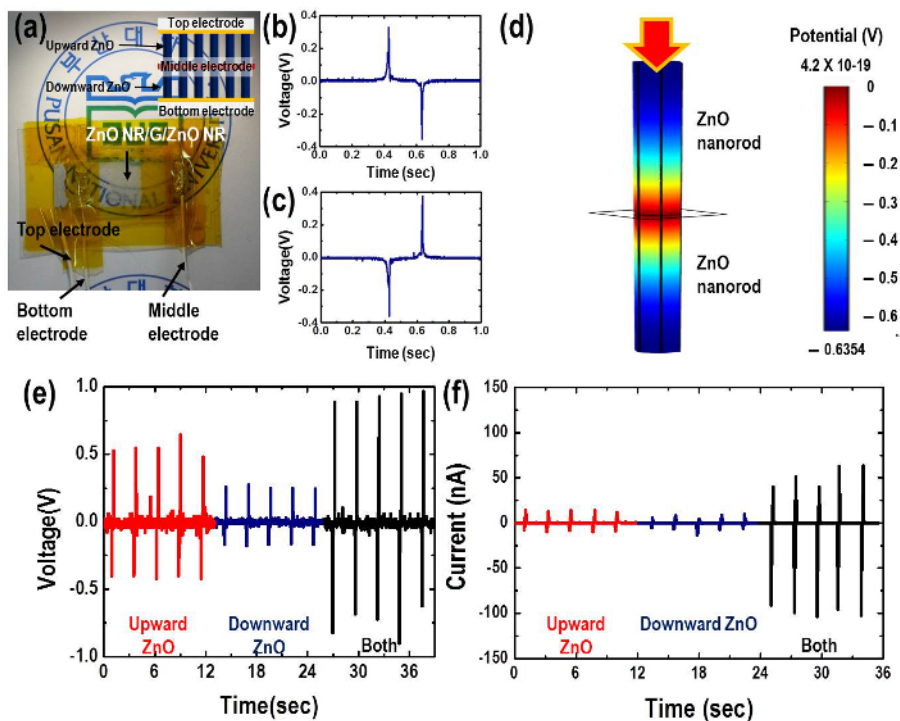 (a)
Top electrode
Upward ZnO
Middle electrode
Downward ZnO
Bottom electrode
ZnO NR/G/ZnO NR
Top electrode
Bottom
electrode
Middle
electrode
(b)
Voltage(V)
0.4
0.2
0.0
-0.2
-0.4
0.0 0.2 0.4 0.6 0.8 1.0
Time (sec)
(c)
Voltage(V)
0.4
0.2
0.0
-0.2
-0.4
0.0 0.2 0.4 0.6 0.8 1.0
Time (sec)
(d)
ZnO
nanorod
ZnO
nanorod
Potential (V)
4.2 X 10-19
0
– 0.1
– 0.2
– 0.3
– 0.4
– 0.5
– 0.6
– 0.6354
(e)
Voltage(V)
1.0
0.5
0.0
-0.5
-1.0
Upward
ZnO
Downward
ZnO
Both
0 6 12 18 24 30 36
Time(sec)
(f)
Current (nA)
150
100
50
0
-50
-100
-150
Upward
ZnO
Downward ZnO
Both
0 6 12 18 24 30 36
Time (sec)